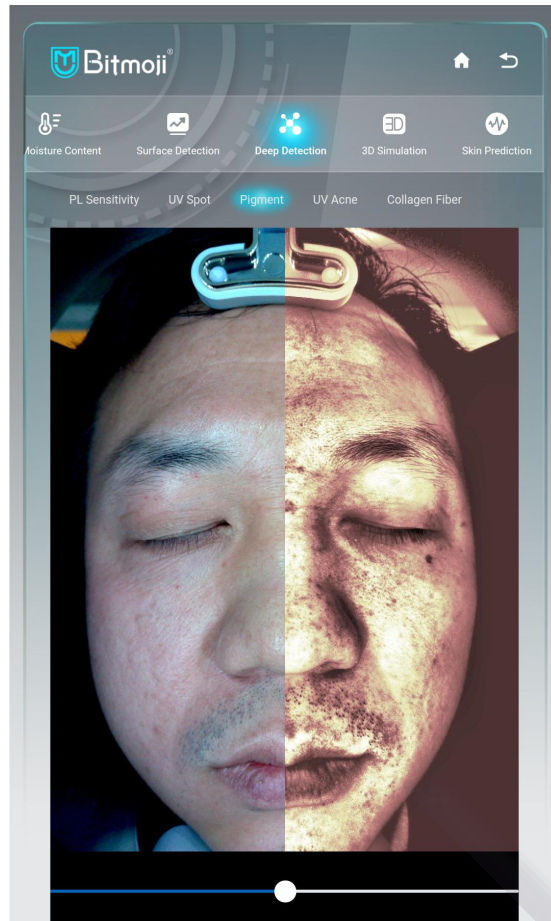 Bitmoji®
Moisture Content
Surface Detection
Deep Detection
3D Simulation
Skin Prediction
PL Sensitivity
UV Spot
Pigment
UV Acne
Collagen Fiber